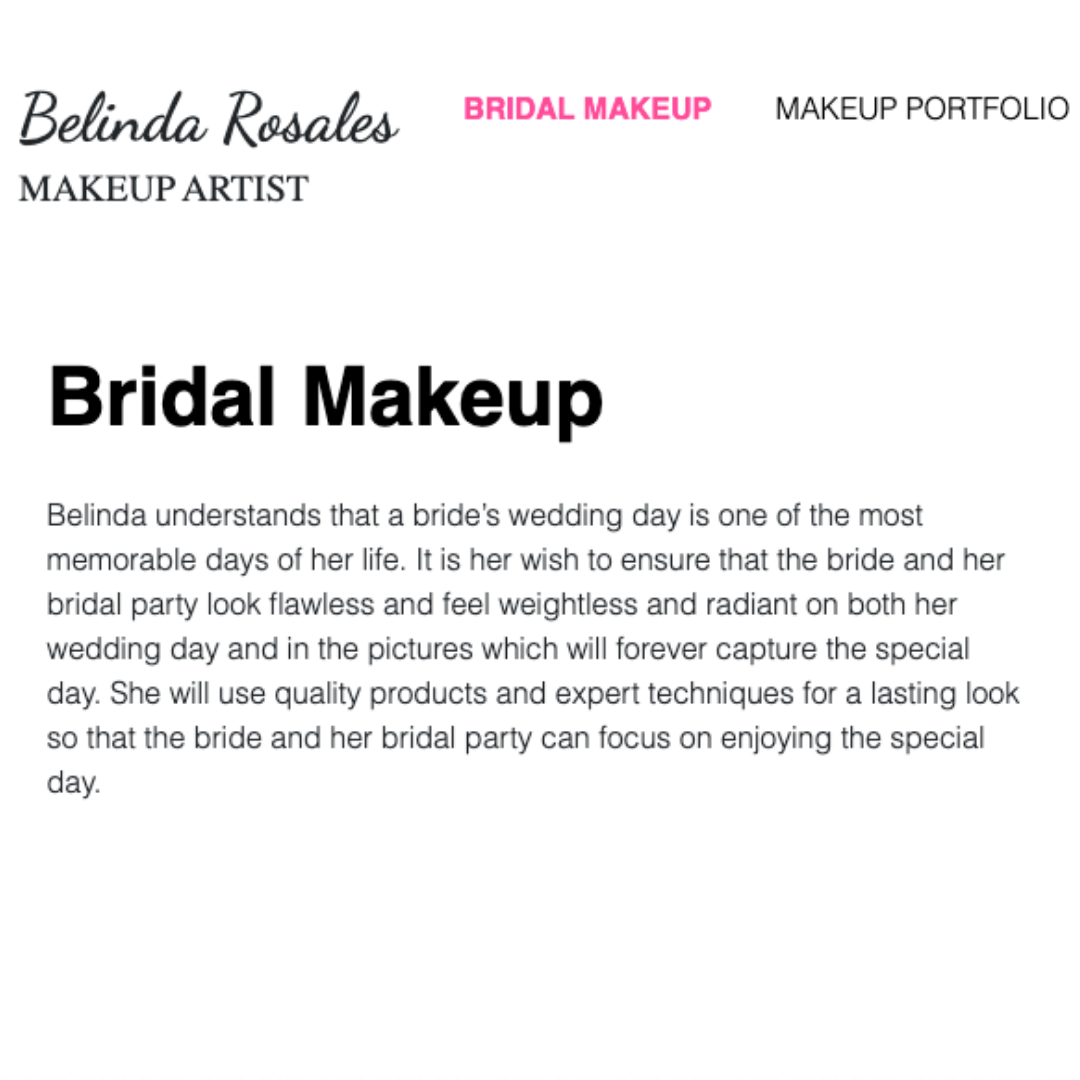 Belinda Rosales
MAKEUP ARTIST
BRIDAL MAKEUP
MAKEUP PORTFOLIO
Bridal Makeup
Belinda understands that a bride’s wedding day is one of the most
memorable days of her life. It is her wish to ensure that the bride and her
bridal party look flawless and feel weightless and radiant on both her
wedding day and in the pictures which will forever capture the special
day. She will use quality products and expert techniques for a lasting look
so that the bride and her bridal party can focus on enjoying the special
day.